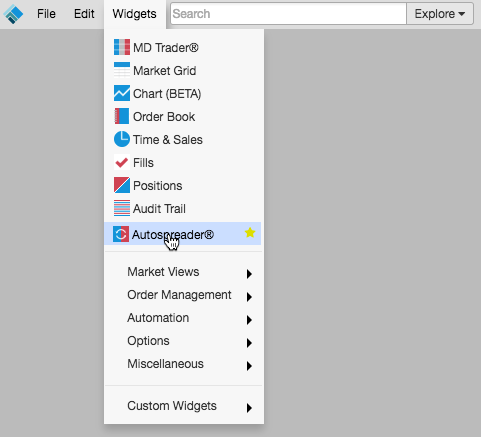 File Edit Widgets Search Explore
MD Trader®
Market Grid
Chart (BETA)
Order Book
Time & Sales
Fills
Positions
Audit Trail
Autospreader®
Market Views
Order Management
Automation
Options
Miscellaneous
Custom Widgets